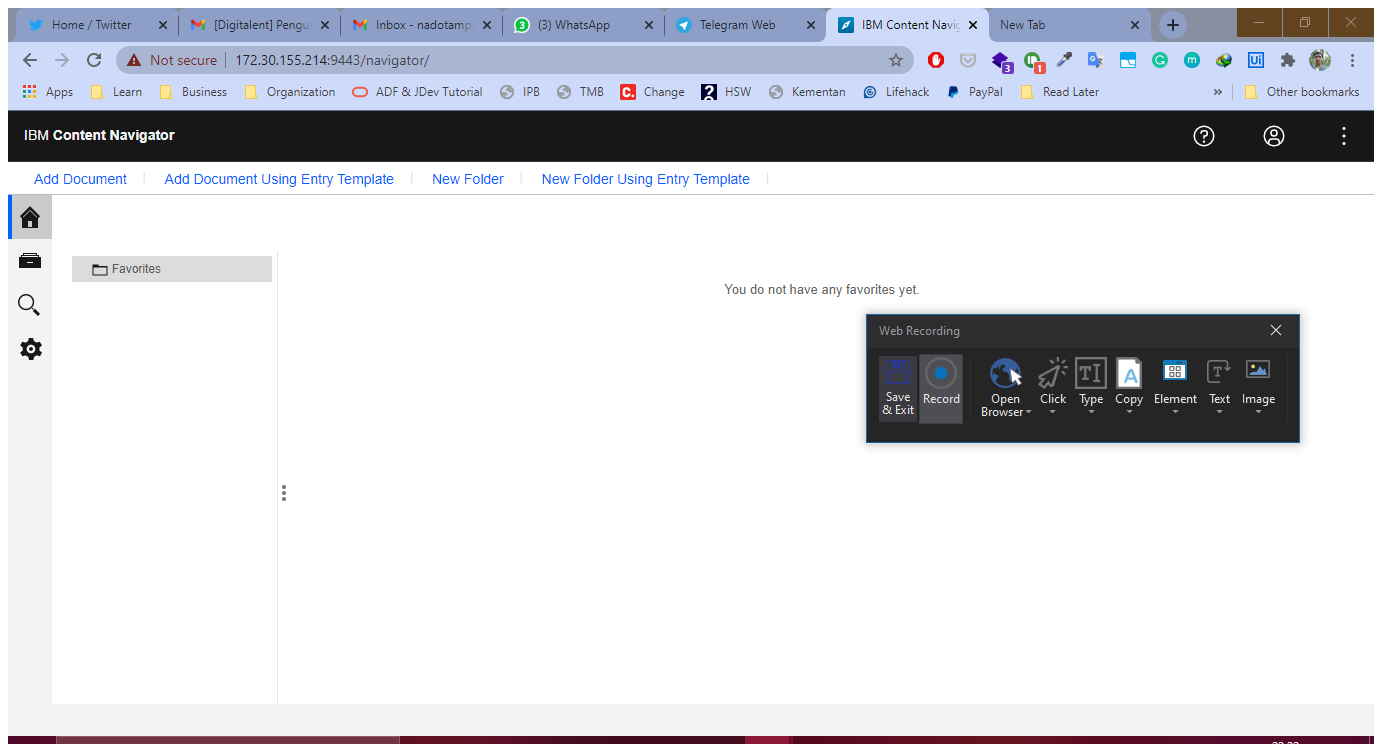 Home / Twitter
[Digitalent] Pengu
Inbox - nadotamp
3
(3) WhatsApp
Telegram Web
IBM Content Navig
New Tab
Not secure
172.30.155.214:9443/navigator/
3
1
G
m
Ui
Apps
Learn
Business
Organization
ADF & JDev Tutorial
IPB
TMB
C.
Change
?
HSW
Kementan
Lifehack
PayPal
Read Later
»
Other bookmarks
IBM Content Navigator
?
Add Document
Add Document Using Entry Template
New Folder
New Folder Using Entry Template
Favorites
You do not have any favorites yet.
Web Recording
Save & Exit
Record
Open Browser
Click
Type
Copy
Element
Text
Image